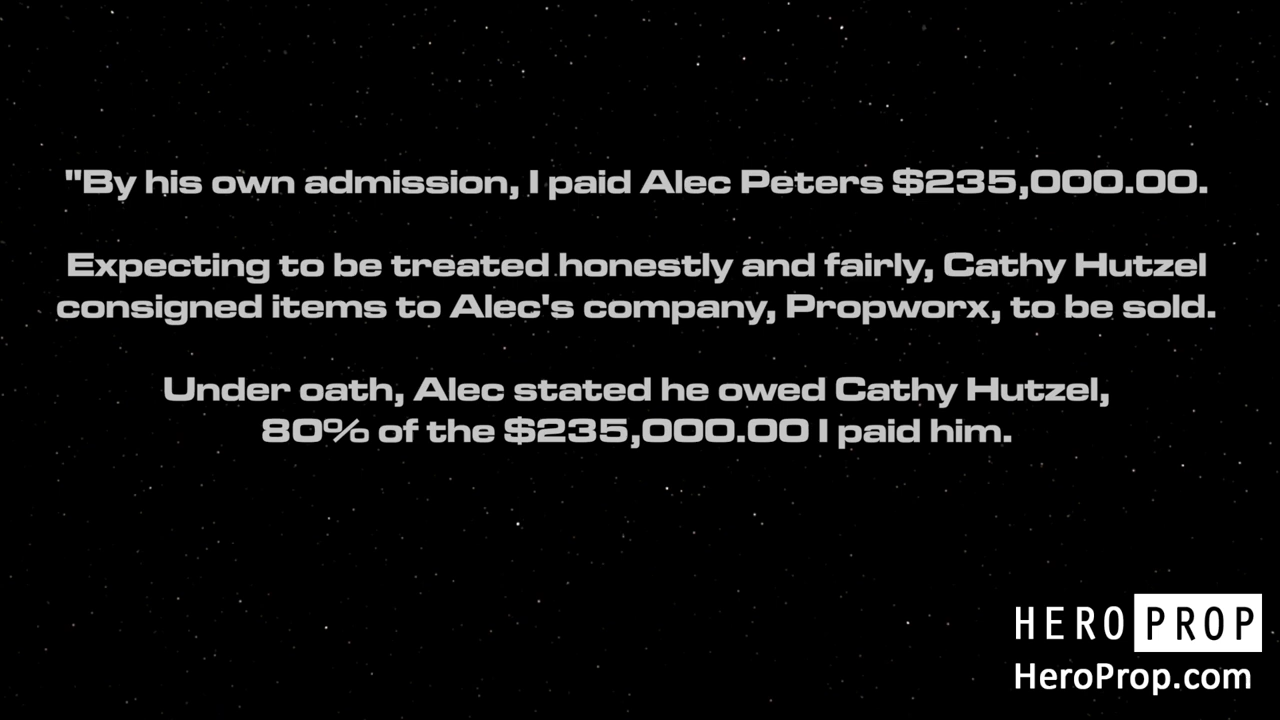 "By his own admission, I paid Alec Peters $235,000.00.
Expecting to be treated honestly and fairly, Cathy Hutzel
consigned items to Alec's company, Propworx, to be sold.
Under oath, Alec stated he owed Cathy Hutzel,
80% of the $235,000.00 I paid him.
HERO PROP
HeroProp.com